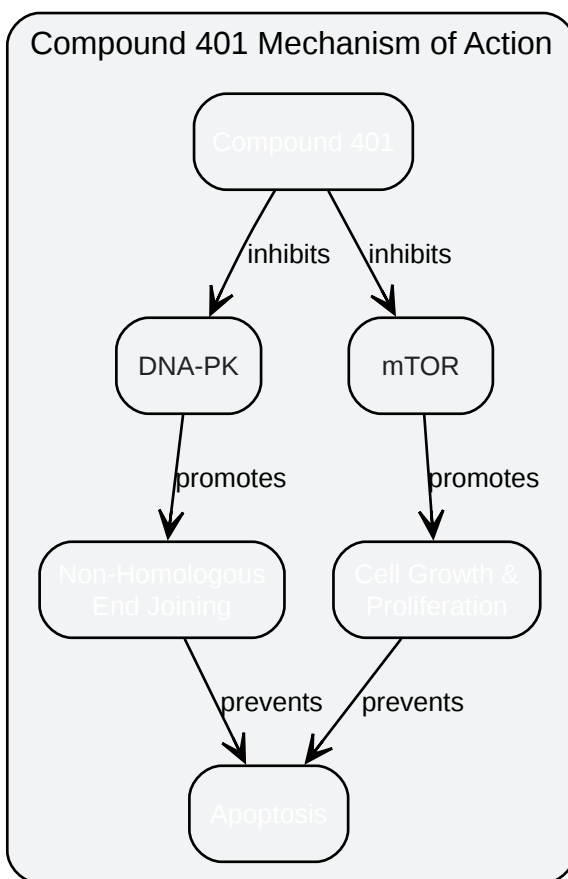 Compound 401 Mechanism of Action
Compound 401
inhibits
inhibits
DNA-PK
mTOR
promotes
promotes
Non-Homologous
End Joining
Cell Growth &
Proliferation
prevents
prevents
Apoptosis